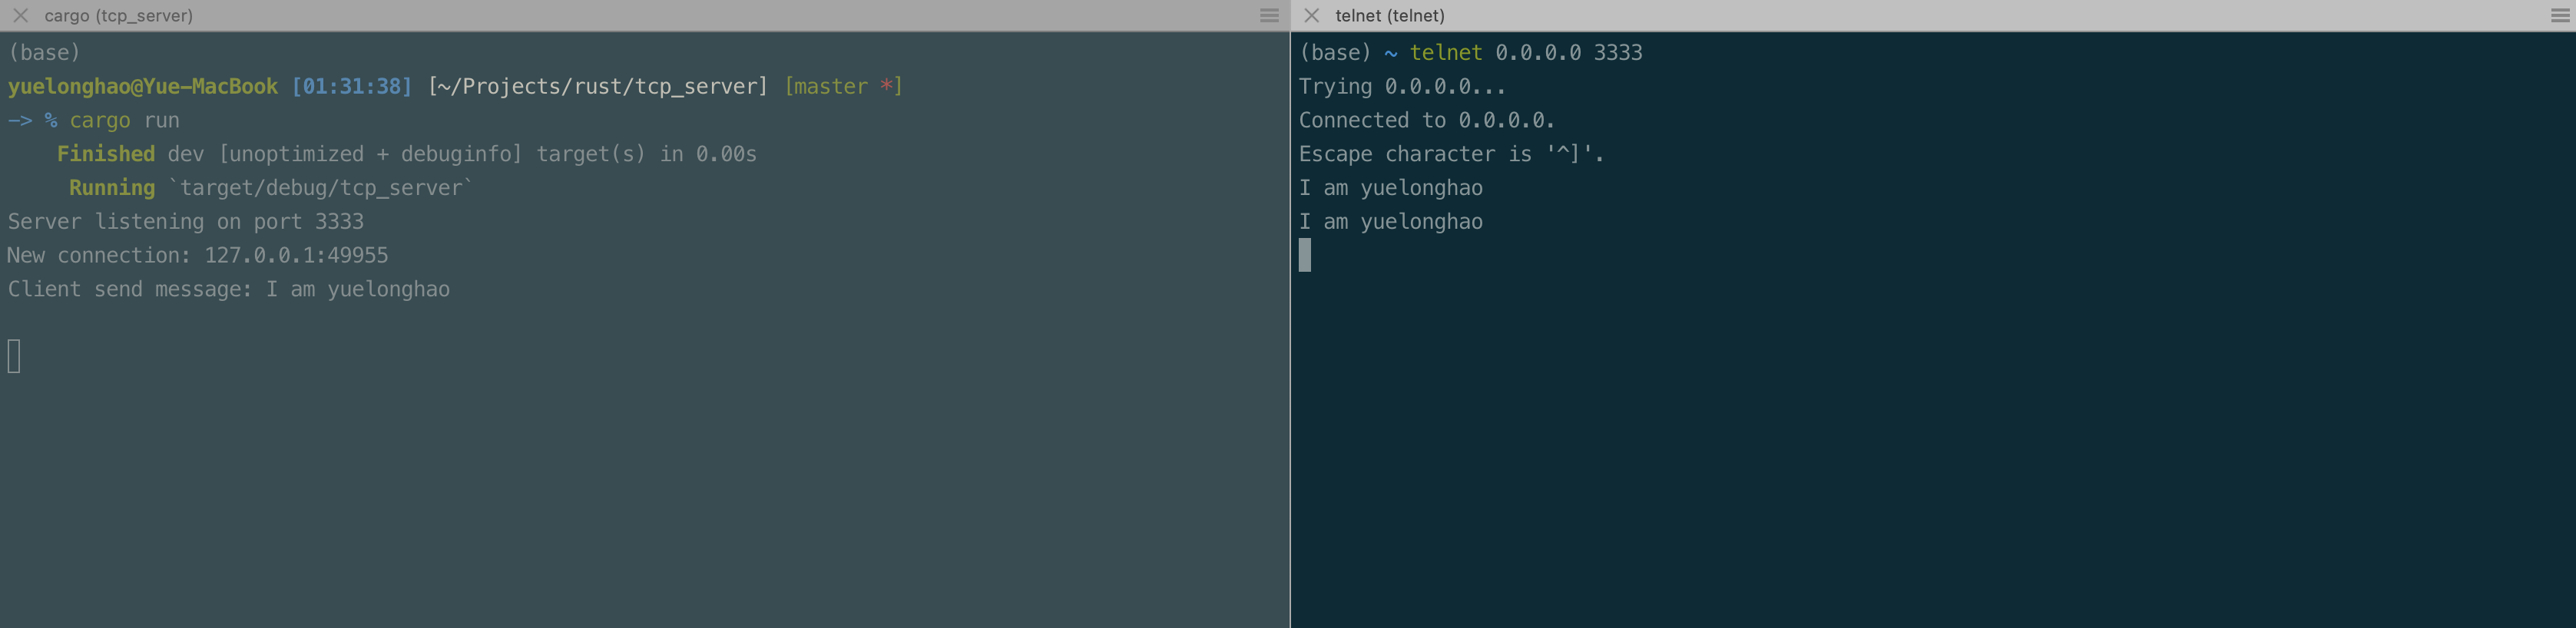 cargo (tcp_server)
(base)
yuelonghao@Yue-MacBook [01:31:38] [~/Projects/rust/tcp_server] [master *]
-> % cargo run
    Finished dev [unoptimized + debuginfo] target(s) in 0.00s
     Running `target/debug/tcp_server`
Server listening on port 3333
New connection: 127.0.0.1:49955
Client send message: I am yuelonghao
telnet (telnet)
(base) ~ telnet 0.0.0.0 3333
Trying 0.0.0.0...
Connected to 0.0.0.0.
Escape character is '^]'.
I am yuelonghao
I am yuelonghao